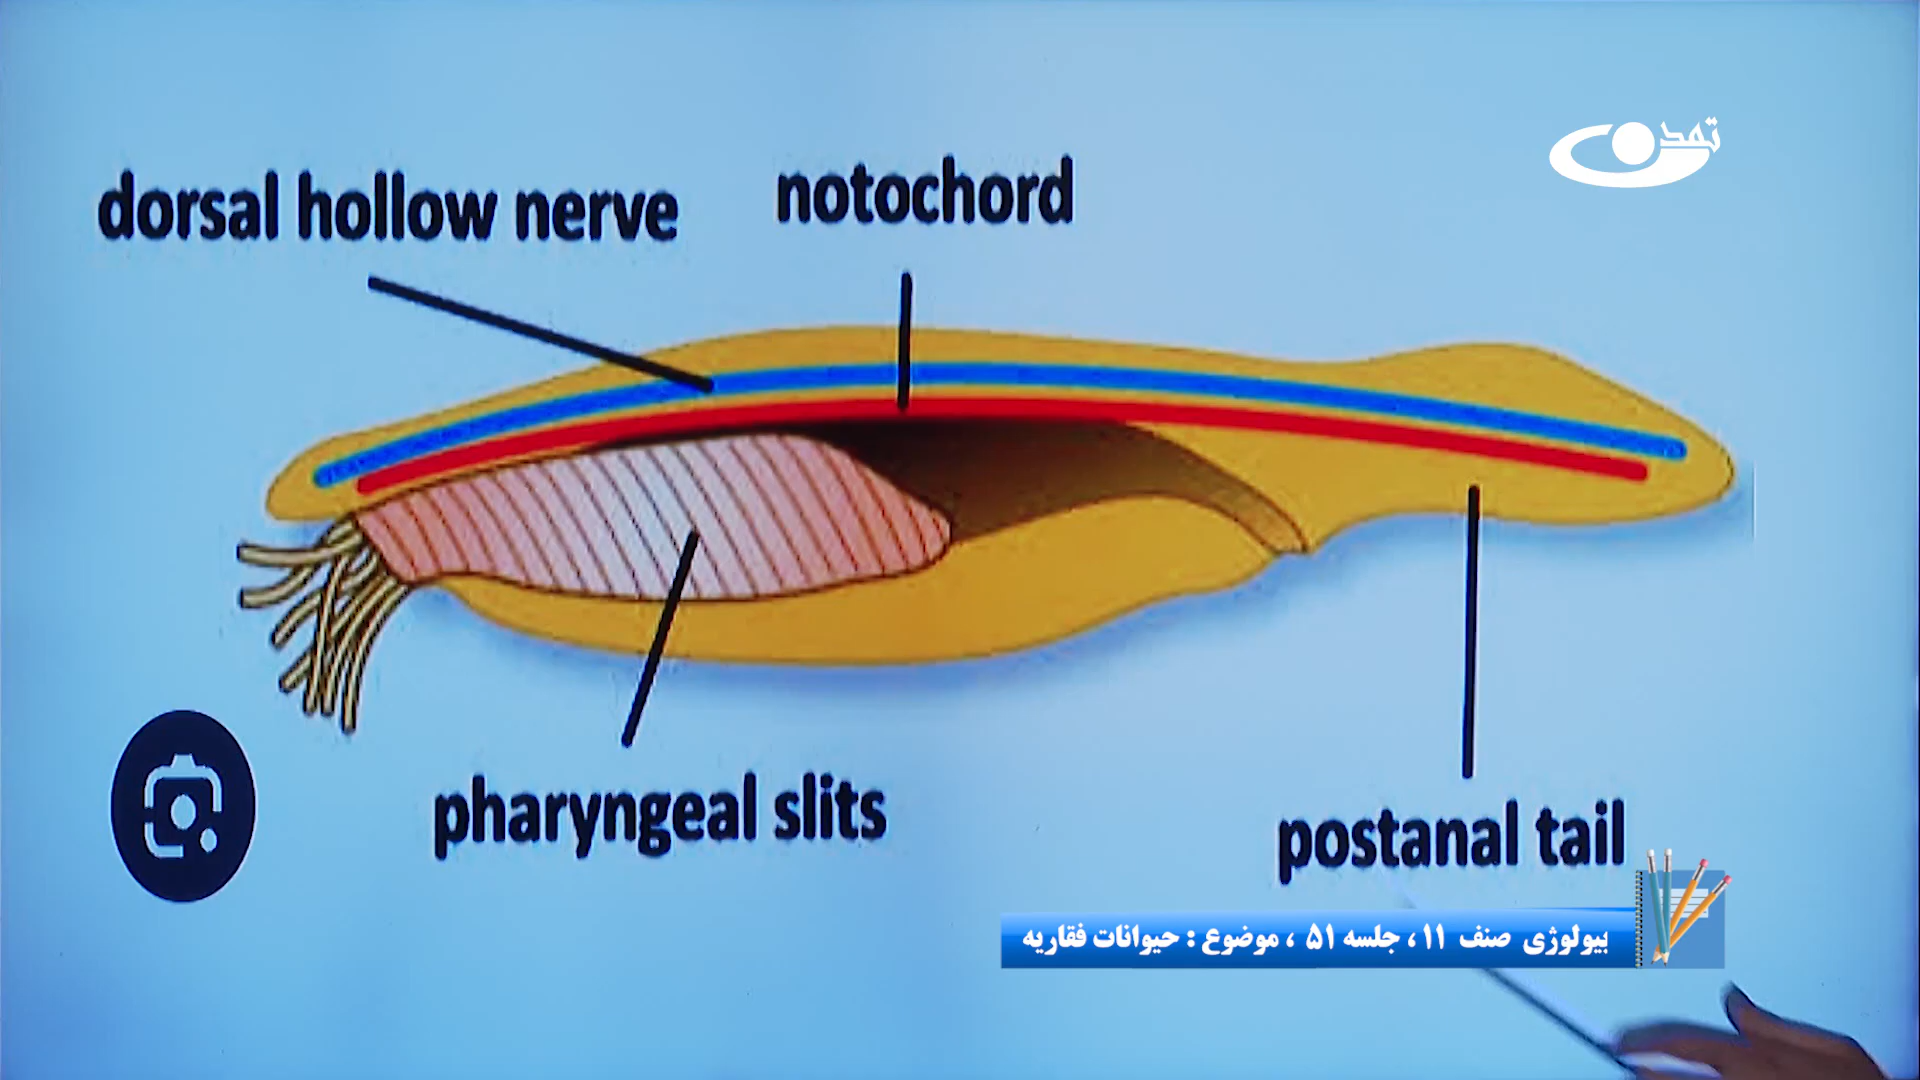 تمدن
dorsal hollow nerve
notochord
pharyngeal slits
postanal tail
بیولوژی صنف ۱۱، جلسه ۵۱ ، موضوع : حیوانات فقاریه